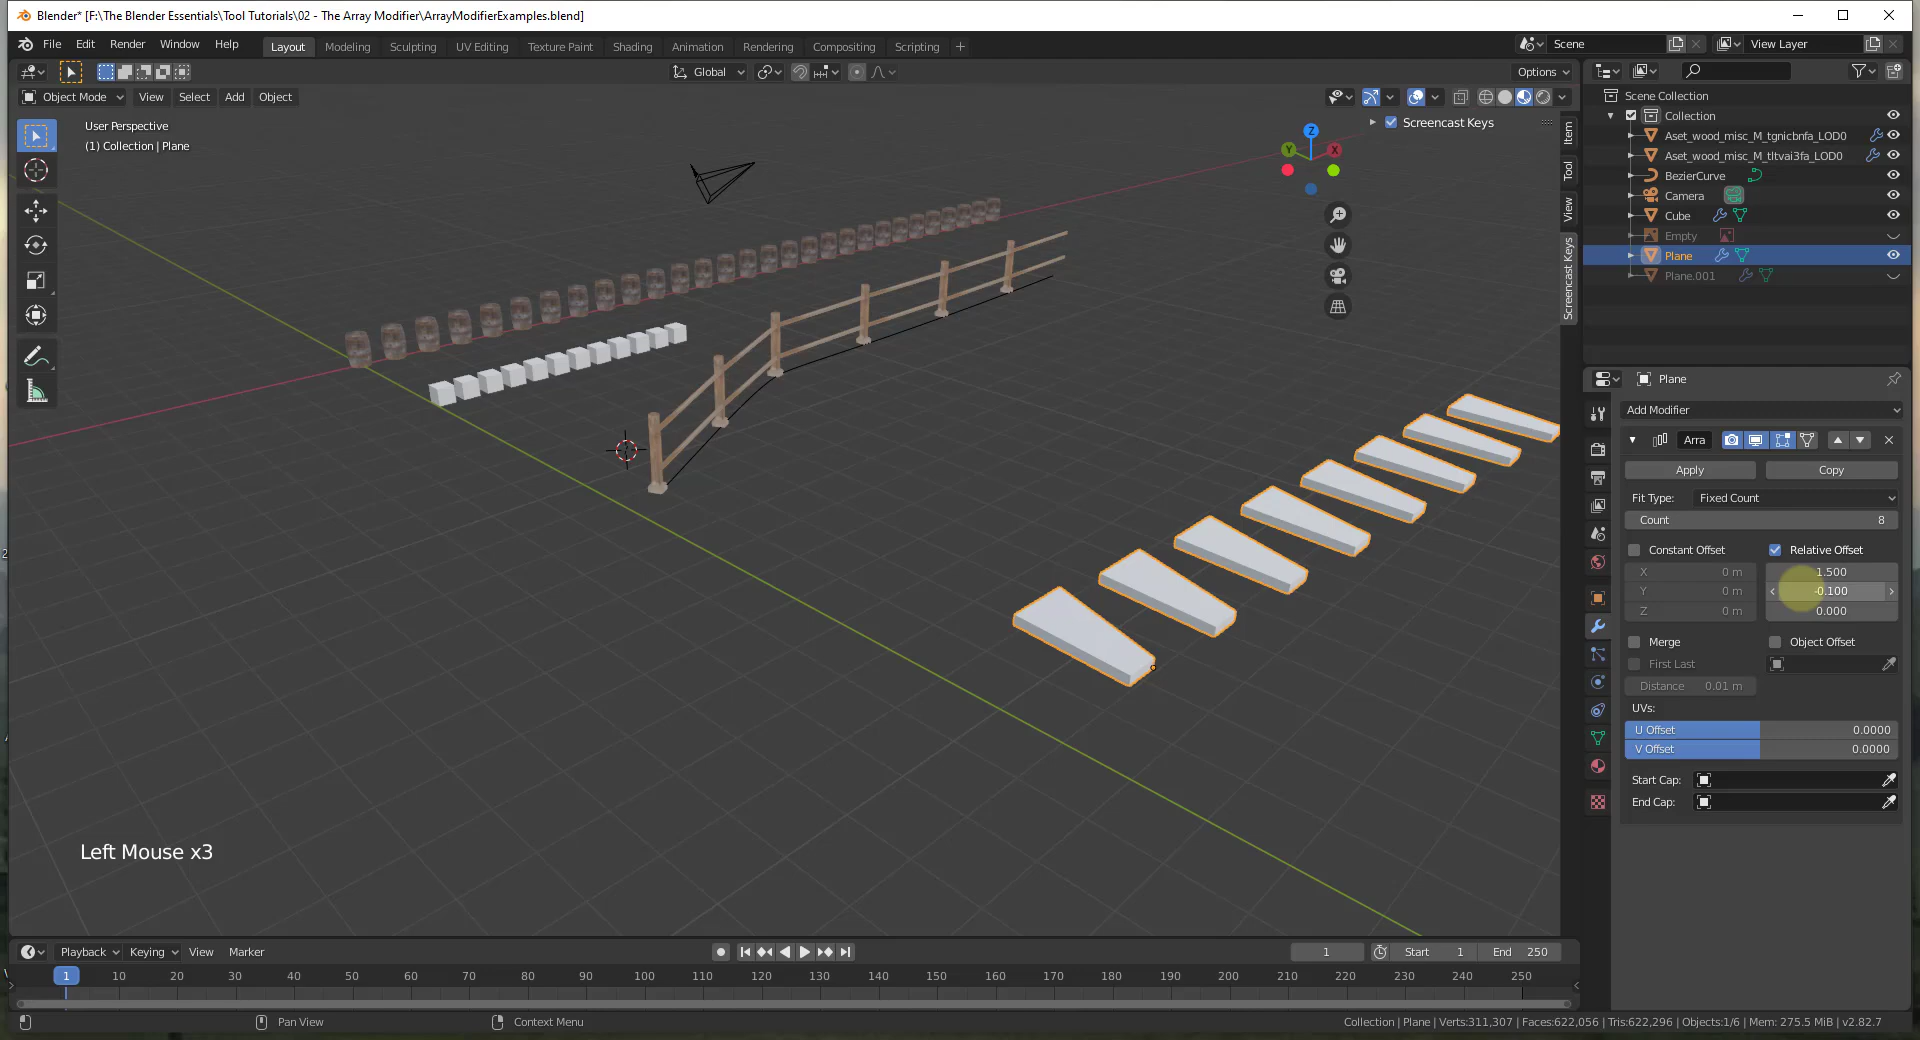 Blender* [F:\The Blender Essentials\Tool Tutorials\02 - The Array Modifier\ArrayModifierExamples.blend]
File Edit Render Window Help Layout Modeling Sculpting UV Editing Texture Paint Shading Animation Rendering Compositing Scripting + Scene View Layer
Global Options
Object Mode View Select Add Object
User Perspective
(1) Collection | Plane
Screencast Keys
Z
Y
X
Item
Tool
View
Screencast Keys
Scene Collection
Collection
Aset_wood_misc_M_tgnicbnfa_LOD0
Aset_wood_misc_M_tltvai3fa_LOD0
BezierCurve
Camera
Cube
Empty
Plane
Plane.001
Plane
Add Modifier
Arra
Apply Copy
Fit Type: Fixed Count
Count 8
Constant Offset Relative Offset
X 0 m 1.500
Y 0 m -0.100
Z 0 m 0.000
Merge Object Offset
First Last
Distance 0.01 m
UVs:
U Offset 0.0000
V Offset 0.0000
Start Cap:
End Cap:
Left Mouse x3
Playback Keying View Marker 1 Start 1 End 250
1 10 20 30 40 50 60 70 80 90 100 110 120 130 140 150 160 170 180 190 200 210 220 230 240 250
Pan View Context Menu Collection | Plane | Verts:311,307 | Faces:622,056 | Tris:622,296 | Objects:1/6 | Mem: 275.5 MiB | v2.82.7